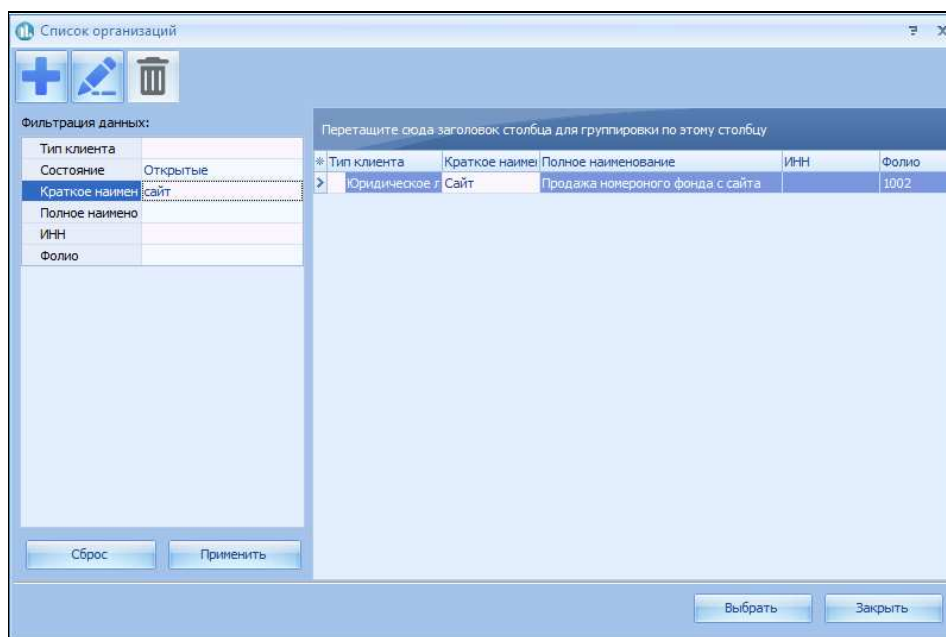 Список организаций
Фильтрация данных:
Тип клиента
Состояние Открытые
Краткое наимен сайт
Полное наимено
ИНН
Фолио
Перетащите сюда заголовок столбца для группировки по этому столбцу
Тип клиента Краткое наимен Полное наименование ИНН Фолио
Юридическое л Сайт Продажа номероного фонда с сайта 1002
Сброс Применить
Выбрать Закрыть